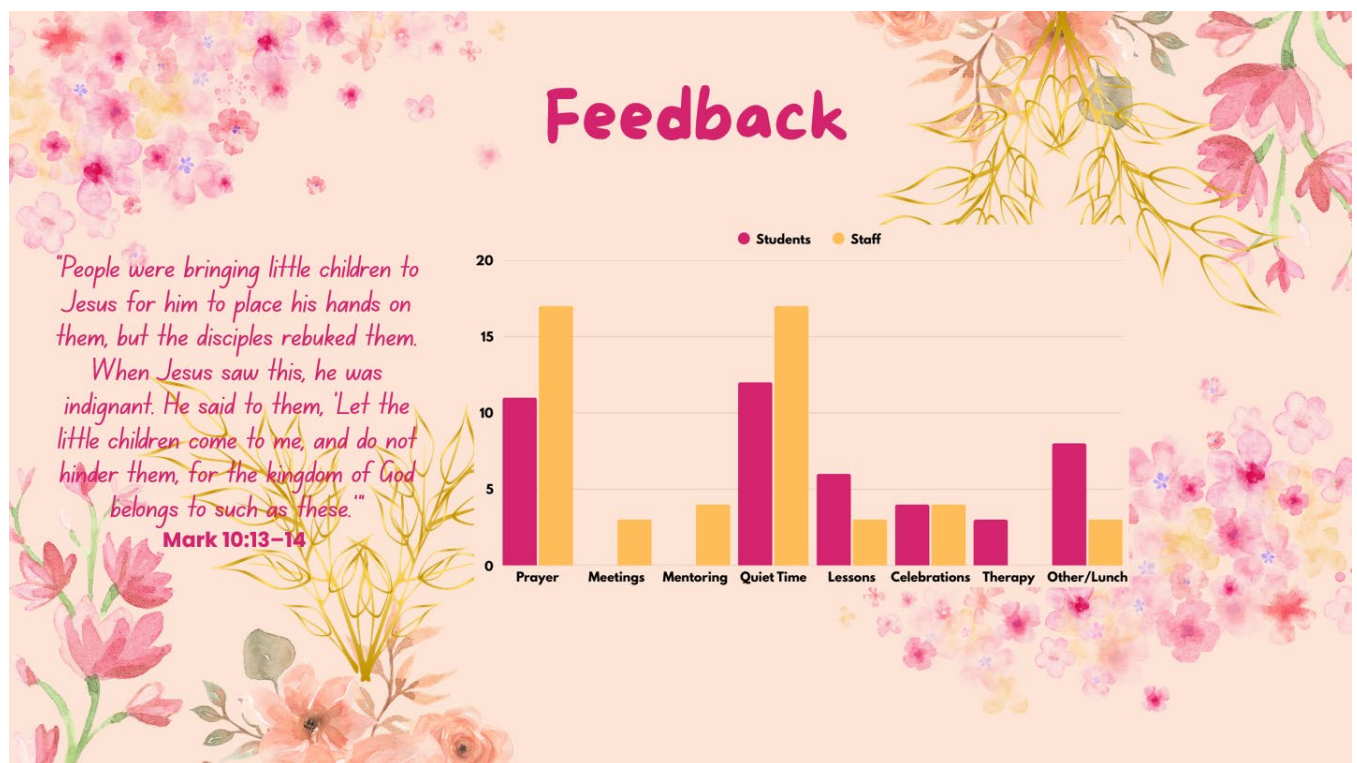 Feedback
"People were bringing little children to
Jesus for him to place his hands on
them, but the disciples rebuked them.
When Jesus saw this, he was
indignant. He said to them, 'Let the
little children come to me, and do not
hinder them, for the kingdom of God
belongs to such as these.'"
Mark 10:13–14
Students Staff
20
15
10
5
0
Prayer Meetings Mentoring Quiet Time Lessons Celebrations Therapy Other/Lunch